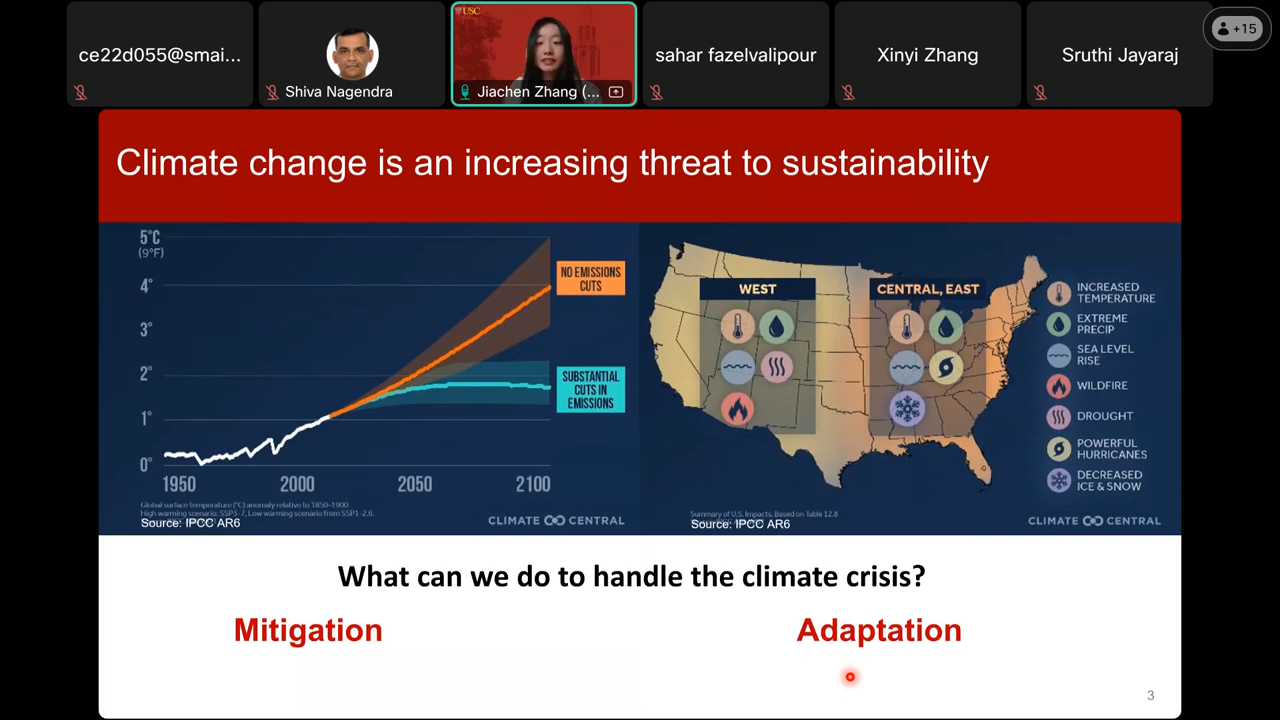 USC
ce22d055@smai...
Shiva Nagendra
Jiachen Zhang (...
sahar fazelvalipour
Xinyi Zhang
Sruthi Jayaraj
+15
Climate change is an increasing threat to sustainability
5°C
(9°F)
4°
3°
2°
1°
0°
1950
2000
2050
2100
NO EMISSIONS
CUTS
SUBSTANTIAL
CUTS IN
EMISSIONS
Global surface temperature (°C) anomaly relative to 1850-1900
High warming scenario: SSP3-7, Low warming scenario from SSP1-2.6.
Source: IPCC AR6
CLIMATE CENTRAL
WEST
CENTRAL, EAST
INCREASED
TEMPERATURE
EXTREME
PRECIP
SEA LEVEL
RISE
WILDFIRE
DROUGHT
POWERFUL
HURRICANES
DECREASED
ICE & SNOW
Summary of U.S. Impacts, Based on Table 12.8
Source: IPCC AR6
CLIMATE CENTRAL
What can we do to handle the climate crisis?
Mitigation
Adaptation
3